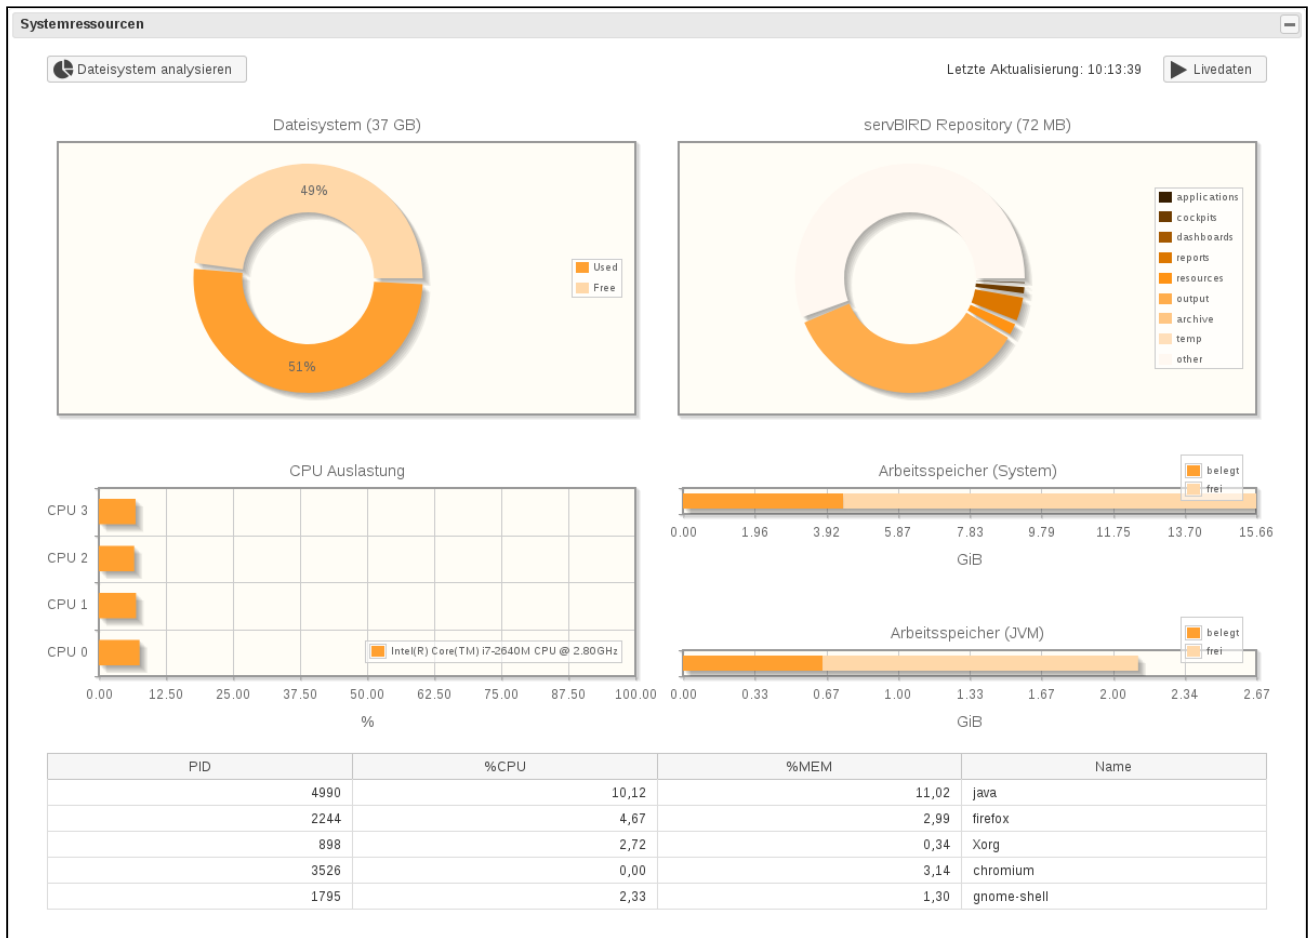 Systemressourcen
Dateisystem analysieren
Letzte Aktualisierung: 10:13:39
Livedaten
Dateisystem (37 GB)
49%
51%
Used
Free
servBIRD Repository (72 MB)
applications
cockpits
dashboards
reports
resources
output
archive
temp
other
CPU Auslastung
CPU 3
CPU 2
CPU 1
CPU 0
Intel(R) Core(TM) i7-2640M CPU @ 2.80GHz
0.00 12.50 25.00 37.50 50.00 62.50 75.00 87.50 100.00
%
Arbeitsspeicher (System)
belegt
frei
0.00 1.96 3.92 5.87 7.83 9.79 11.75 13.70 15.66
GiB
Arbeitsspeicher (JVM)
belegt
frei
0.00 0.33 0.67 1.00 1.33 1.67 2.00 2.34 2.67
GiB
PID %CPU %MEM Name
4990 10,12 11,02 java
2244 4,67 2,99 firefox
898 2,72 0,34 Xorg
3526 0,00 3,14 chromium
1795 2,33 1,30 gnome-shell